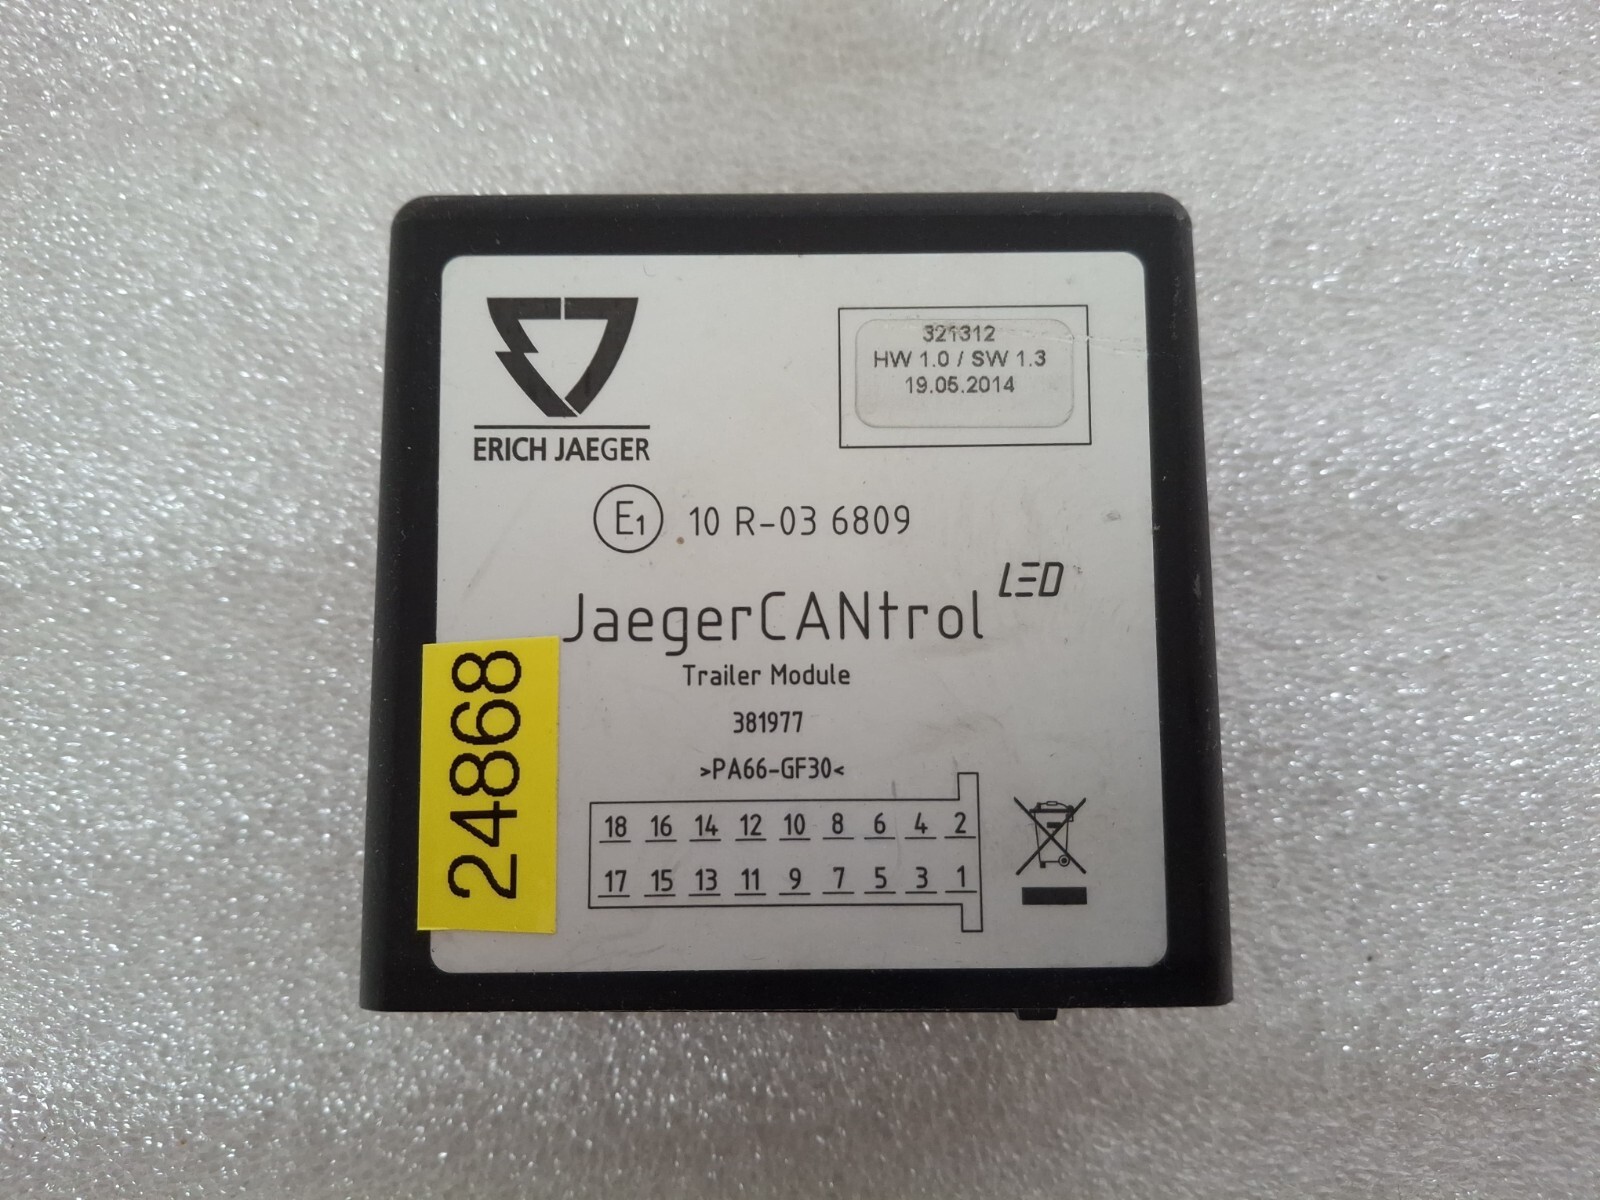 321312
HW 1.0 / SW 1.3
19.05.2014
ERICH JAEGER
E1 10 R-03 6809
JaegerCANtrol LED
Trailer Module
381977
>PA66-GF30<
18 16 14 12 10 8 6 4 2
17 15 13 11 9 7 5 3 1
24868